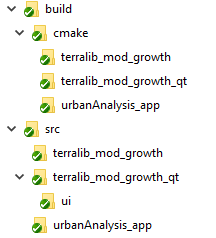 build
cmake
terralib_mod_growth
terralib_mod_growth_qt
urbanAnalysis_app
src
terralib_mod_growth
terralib_mod_growth_qt
ui
urbanAnalysis_app